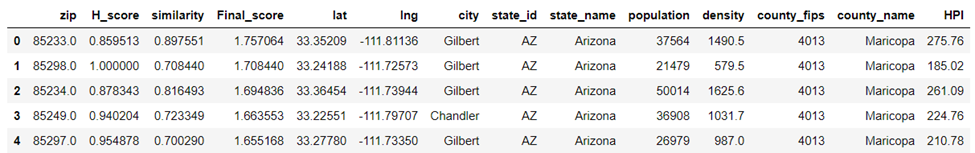 zip H_score similarity Final_score lat lng city state_id state_name population density county_fips county_name HPI
0 85233.0 0.859513 0.897551 1.757064 33.35209 -111.81136 Gilbert AZ Arizona 37564 1490.5 4013 Maricopa 275.76
1 85298.0 1.000000 0.708440 1.708440 33.24188 -111.72573 Gilbert AZ Arizona 21479 579.5 4013 Maricopa 185.02
2 85234.0 0.878343 0.816493 1.694836 33.36454 -111.73944 Gilbert AZ Arizona 50014 1625.6 4013 Maricopa 261.09
3 85249.0 0.940204 0.723349 1.663553 33.22551 -111.79707 Chandler AZ Arizona 36908 1031.7 4013 Maricopa 224.76
4 85297.0 0.954878 0.700290 1.655168 33.27780 -111.73350 Gilbert AZ Arizona 26979 987.0 4013 Maricopa 210.78